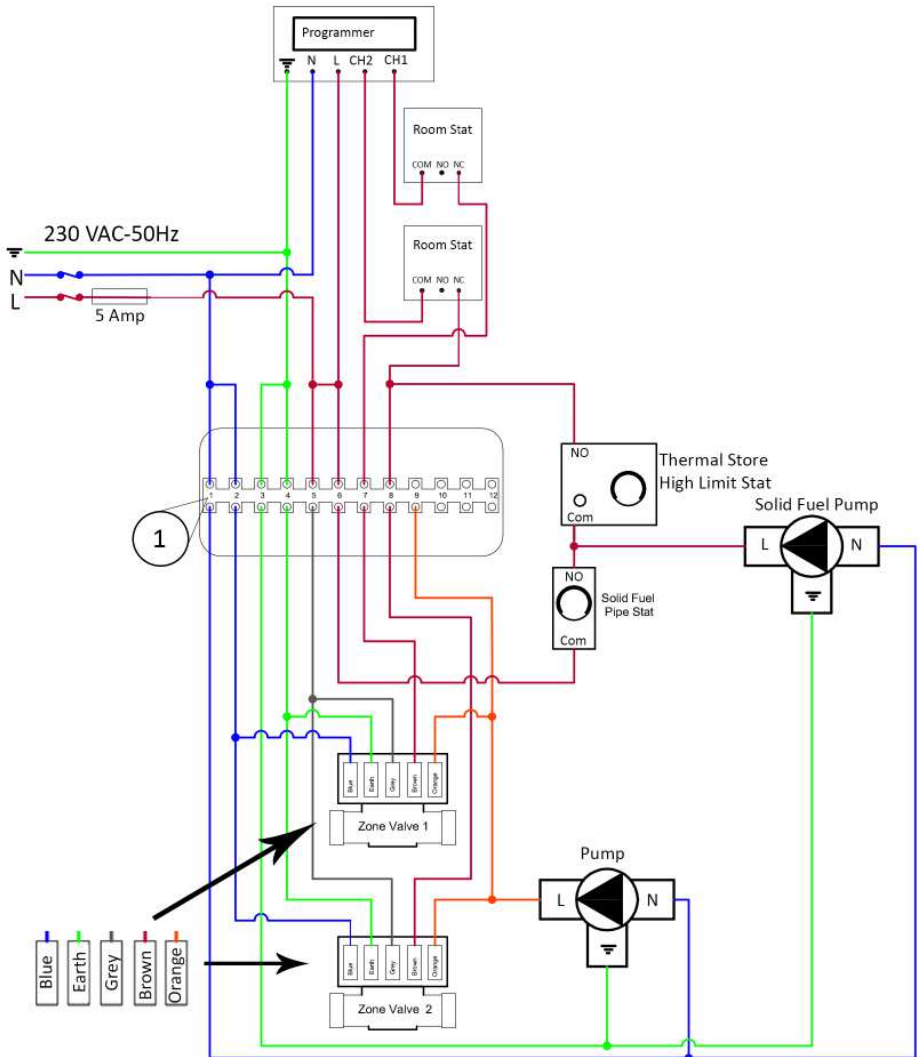 Programmer
N L CH2 CH1
Room Stat
COM NO NC
230 VAC-50Hz
Room Stat
N
COM NO NC
L
5 Amp
NO
Thermal Store
High Limit Stat
Com
Solid Fuel Pump
1 2 3 4 5 6 7 8 9 10 11 12
1
L N
NO
Solid Fuel
Pipe Stat
Com
Blue Earth Grey Brown Orange
Zone Valve 1
Pump
L N
Blue Earth Grey Brown Orange
Blue Earth Grey Brown Orange
Zone Valve 2